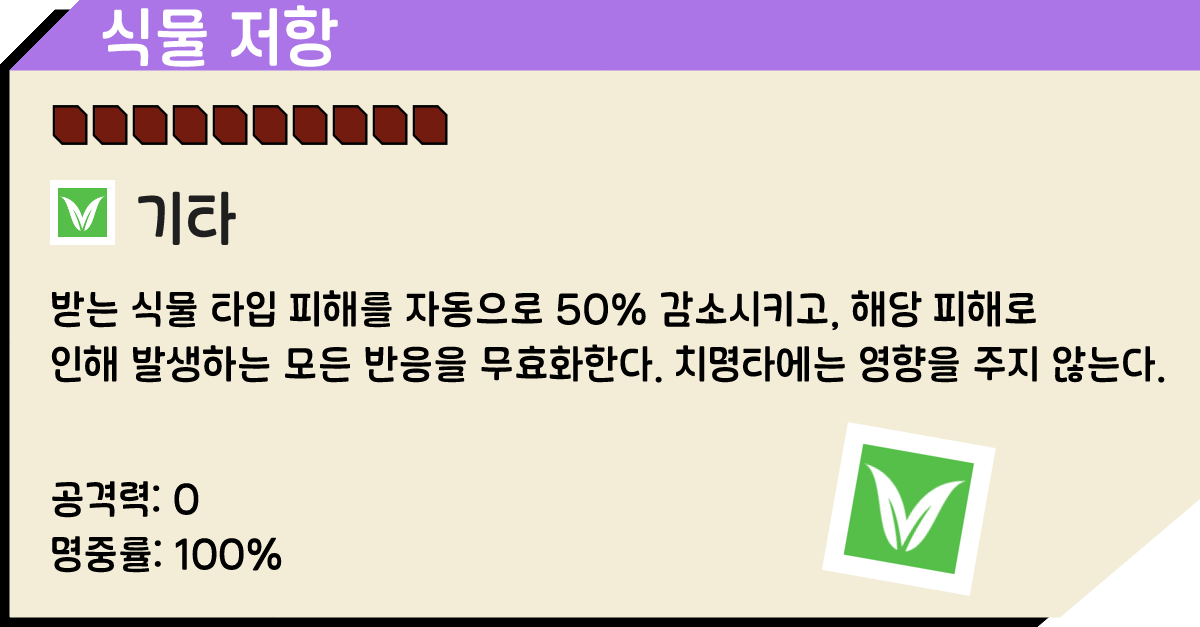 식물 저항
기타
받는 식물 타입 피해를 자동으로 50% 감소시키고, 해당 피해로
인해 발생하는 모든 반응을 무효화한다. 치명타에는 영향을 주지 않는다.
공격력: 0
명중률: 100%